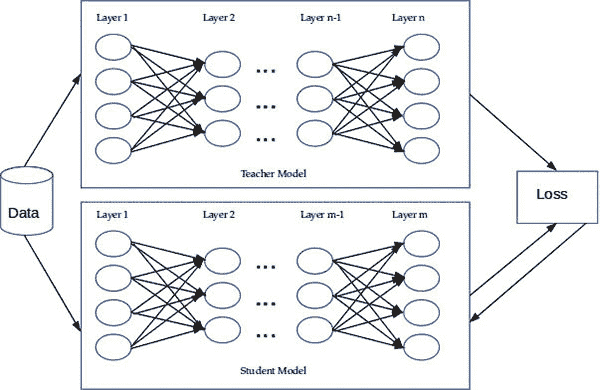 Layer 1 Layer 2 Layer n-1 Layer n
Teacher Model
Data
Loss
Layer 1 Layer 2 Layer m-1 Layer m
Student Model